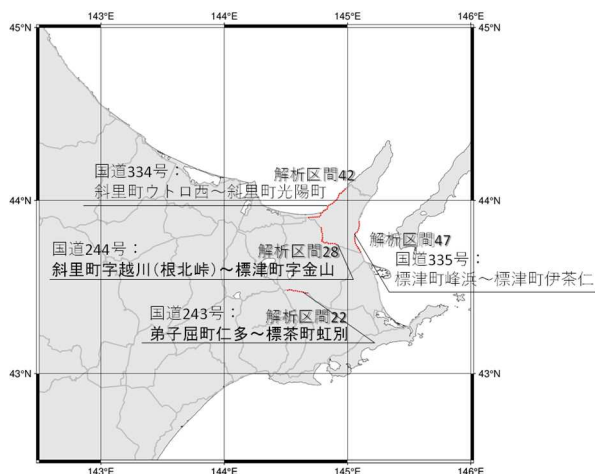 143°E 144°E 145°E 146°E
45°N 45°N
国道334号：
斜里町ウトロ西～斜里町光陽町
解析区間42
44°N 44°N
国道244号：
斜里町字越川（根北峠）～標津町字金山
解析区間28
解析区間47
国道335号：
標津町峰浜～標津町伊茶仁
国道243号：
弟子屈町仁多～標茶町虹別
解析区間22
43°N 43°N
143°E 144°E 145°E 146°E